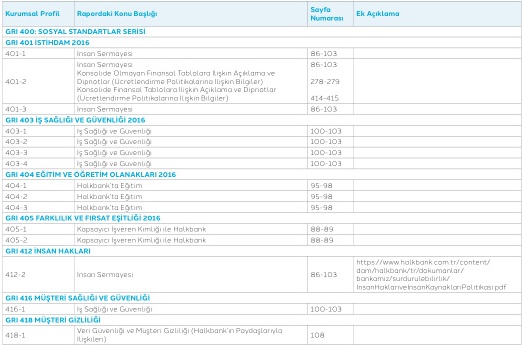 Kurumsal Profil Rapordaki Konu Başlığı Sayfa Numarası Ek Açıklama
GRI 400: SOSYAL STANDARTLAR SERİSİ
GRI 401 İSTİHDAM 2016
401-1 İnsan Sermayesi 86-103
401-2
İnsan Sermayesi 86-103
Konsolide Olmayan Finansal Tablolara İlişkin Açıklama ve
Dipnotlar (Ücretlendirme Politikalarına İlişkin Bilgiler) 278-279
Konsolide Finansal Tablolara İlişkin Açıklama ve Dipnotlar
(Ücretlendirme Politikalarına İlişkin Bilgiler) 414-415
401-3 İnsan Sermayesi 86-103
GRI 403 İŞ SAĞLIĞI VE GÜVENLİĞİ 2016
403-1 İş Sağlığı ve Güvenliği 100-103
403-2 İş Sağlığı ve Güvenliği 100-103
403-3 İş Sağlığı ve Güvenliği 100-103
403-4 İş Sağlığı ve Güvenliği 100-103
GRI 404 EĞİTİM VE ÖĞRETİM OLANAKLARI 2016
404-1 Halkbank'ta Eğitim 95-98
404-2 Halkbank'ta Eğitim 95-98
404-3 Halkbank'ta Eğitim 95-98
GRI 405 FARKLILIK VE FIRSAT EŞİTLİĞİ 2016
405-1 Kapsayıcı İşveren Kimliği ile Halkbank 88-89
405-2 Kapsayıcı İşveren Kimliği ile Halkbank 88-89
GRI 412 İNSAN HAKLARI
412-2 İnsan Sermayesi 86-103
https://www.halkbank.com.tr/content/
dam/halkbank/tr/dokumanlar/
bankamiz/surdurulebilirlik/
InsanHaklarıveInsanKaynaklarıPolitikası.pdf
GRI 416 MÜŞTERİ SAĞLIĞI VE GÜVENLİĞİ
416-1 İş Sağlığı ve Güvenliği 100-103
GRI 418 MÜŞTERİ GİZLİLİĞİ
418-1
Veri Güvenliği ve Müşteri Gizliliği (Halkbank'ın Paydaşlarıyla
İlişkileri) 108